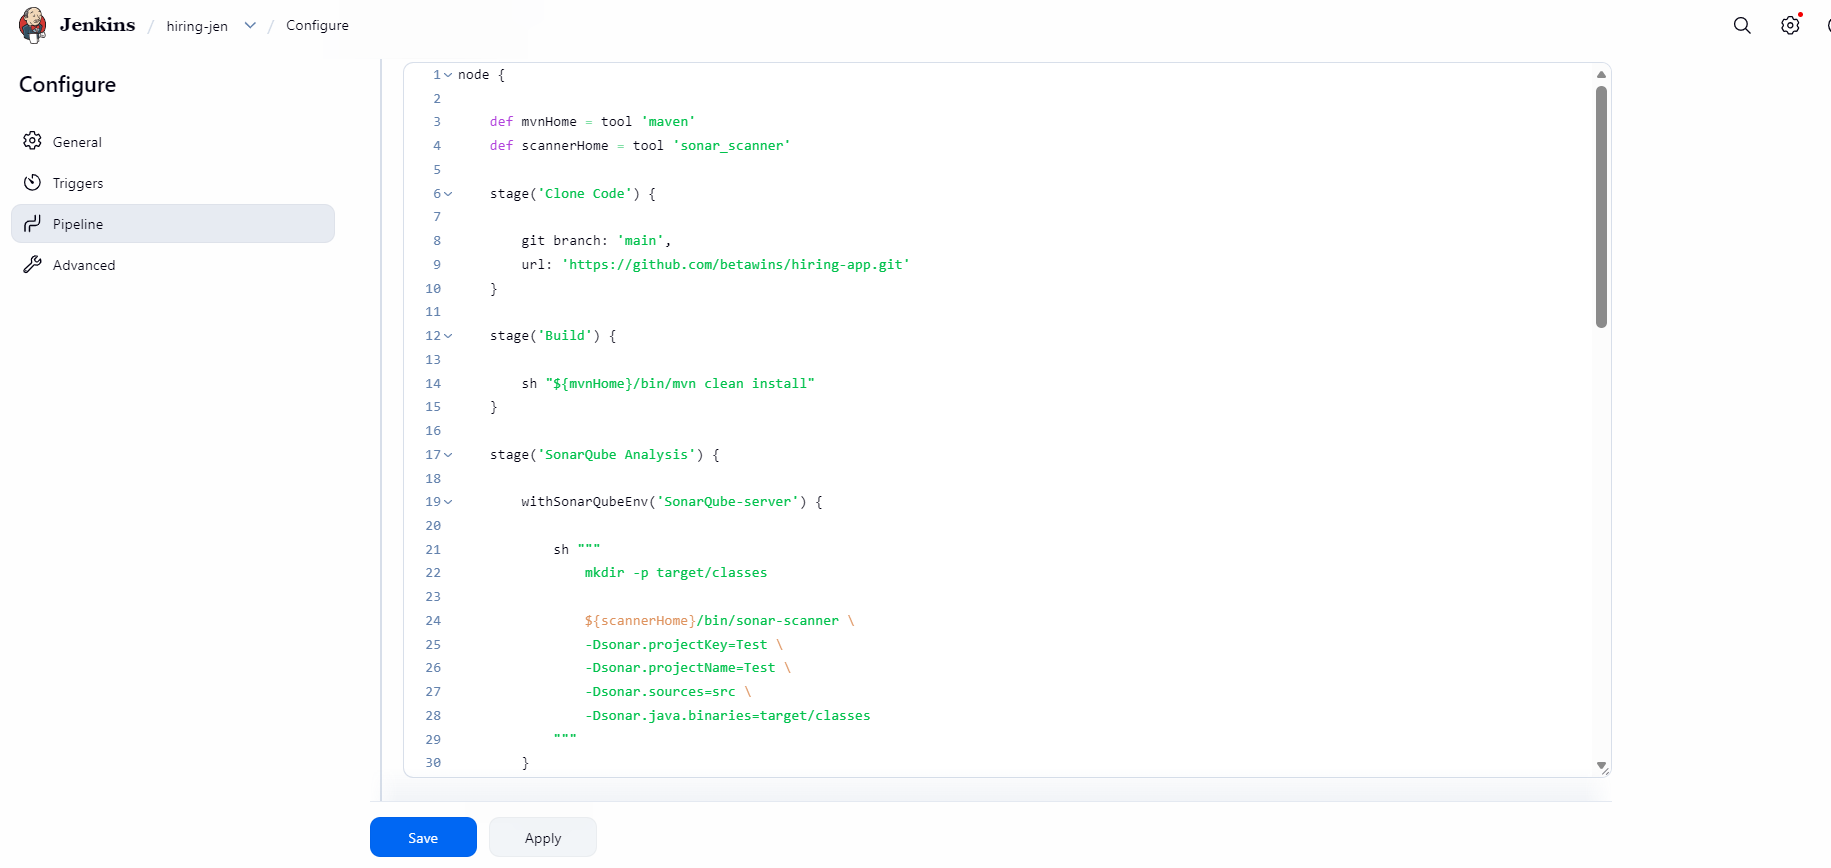 Jenkins / hiring-jen / Configure
Configure
General
Triggers
Pipeline
Advanced
1 node {
2
3 def mvnHome = tool 'maven'
4 def scannerHome = tool 'sonar_scanner'
5
6 stage('Clone Code') {
7
8 git branch: 'main',
9 url: 'https://github.com/betawins/hiring-app.git'
10 }
11
12 stage('Build') {
13
14 sh "${mvnHome}/bin/mvn clean install"
15 }
16
17 stage('SonarQube Analysis') {
18
19 withSonarQubeEnv('SonarQube-server') {
20
21 sh """
22 mkdir -p target/classes
23
24 ${scannerHome}/bin/sonar-scanner \
25 -Dsonar.projectKey=Test \
26 -Dsonar.projectName=Test \
27 -Dsonar.sources=src \
28 -Dsonar.java.binaries=target/classes
29 """
30 }
Save
Apply